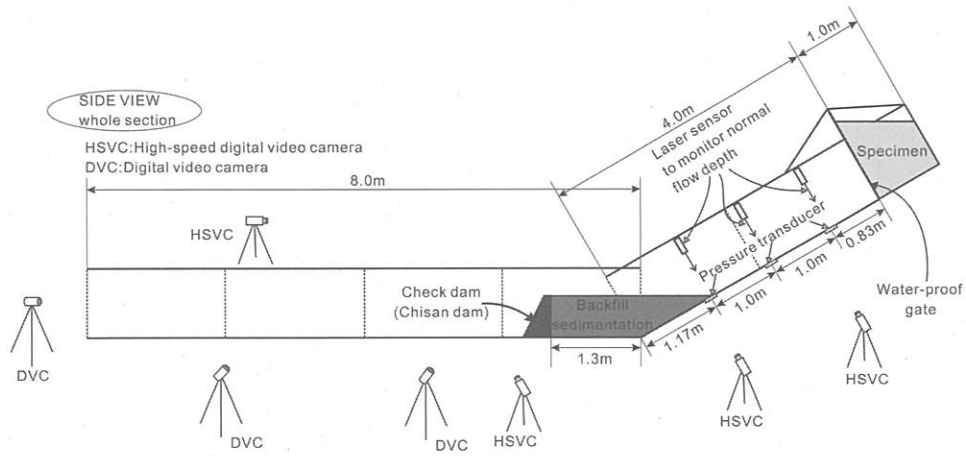 SIDE VIEW
whole section
HSVC:High-speed digital video camera
DVC:Digital video camera
8.0m
HSVC
DVC
DVC
DVC
HSVC
HSVC
HSVC
Check dam
(Chisan dam)
Backfill
sedimentation
1.3m
1.17m
1.0m
1.0m
0.83m
Pressure transducer
Laser sensor
to monitor normal
flow depth
4.0m
1.0m
Specimen
Water-proof
gate